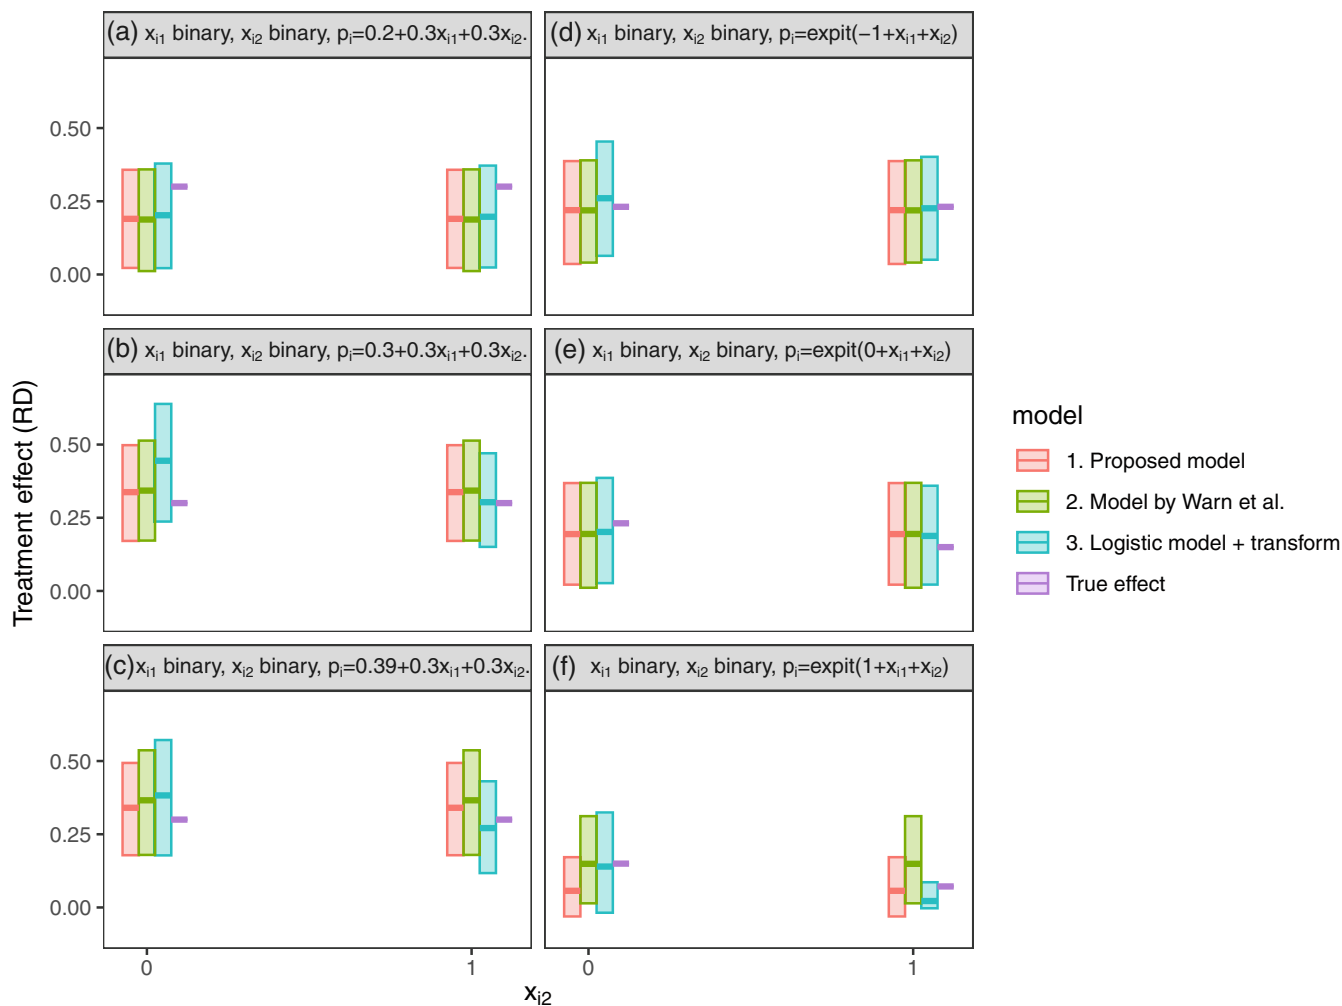 (a) xi1 binary, xi2 binary, pi=0.2+0.3xi1+0.3xi2.
(d) xi1 binary, xi2 binary, pi=expit(−1+xi1+xi2)
0.50
0.25
0.00
(b) xi1 binary, xi2 binary, pi=0.3+0.3xi1+0.3xi2.
(e) xi1 binary, xi2 binary, pi=expit(0+xi1+xi2)
0.50
0.25
0.00
(c) xi1 binary, xi2 binary, pi=0.39+0.3xi1+0.3xi2.
(f) xi1 binary, xi2 binary, pi=expit(1+xi1+xi2)
0.50
0.25
0.00
Treatment effect (RD)
0 1
0 1
xi2
model
1. Proposed model
2. Model by Warn et al.
3. Logistic model + transform
True effect